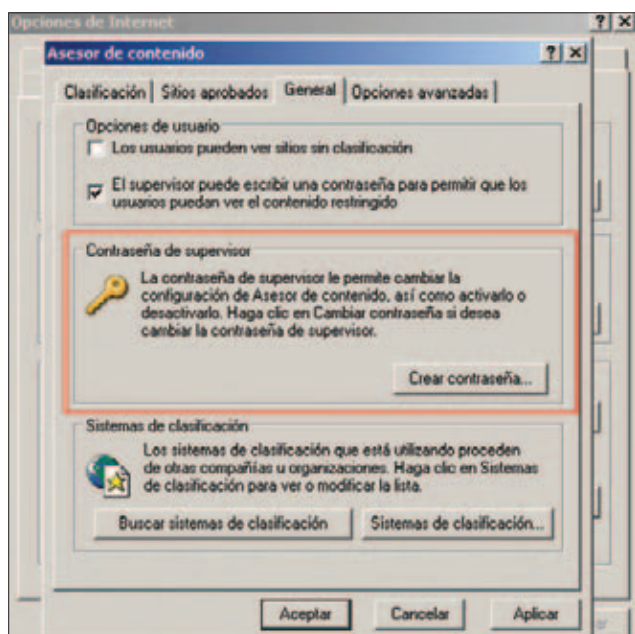 Opciones de Internet
Asesor de contenido
Clasificación
Sitios aprobados
General
Opciones avanzadas
Opciones de usuario
Los usuarios pueden ver sitios sin clasificación
El supervisor puede escribir una contraseña para permitir que los
usuarios puedan ver el contenido restringido
Contraseña de supervisor
La contraseña de supervisor le permite cambiar la
configuración de Asesor de contenido, así como activarlo o
desactivarlo. Haga clic en Cambiar contraseña si desea
cambiar la contraseña de supervisor.
Crear contraseña...
Sistemas de clasificación
Los sistemas de clasificación que está utilizando proceden
de otras compañías u organizaciones. Haga clic en Sistemas
de clasificación para ver o modificar la lista.
Buscar sistemas de clasificación
Sistemas de clasificación...
Aceptar
Cancelar
Aplicar